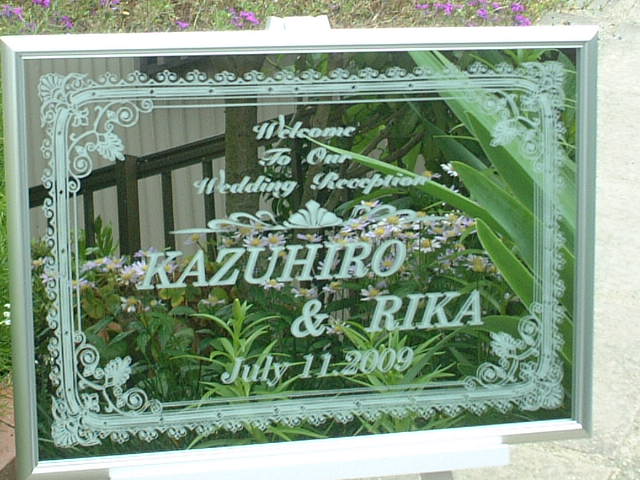 Welcome
To Our
Wedding Reception
KAZUHIRO
& RIKA
July 11.2009